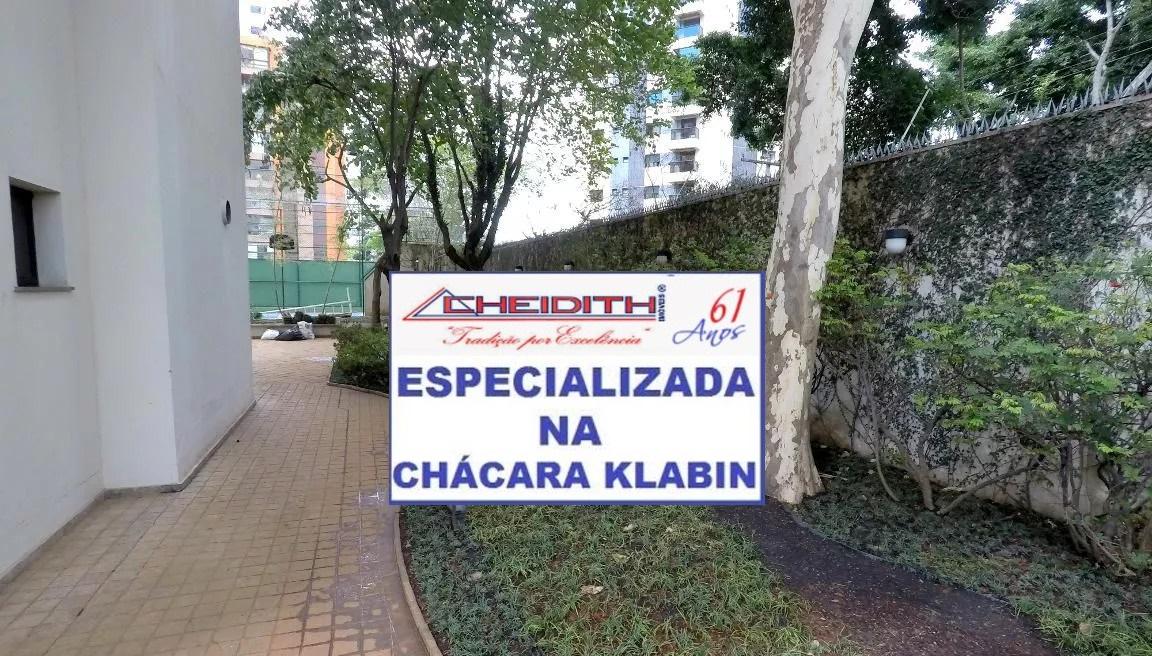 CHEIDITH IMÓVEIS ®
61
"Tradição por Excelência"
Anos
ESPECIALIZADA
NA
CHÁCARA KLABIN